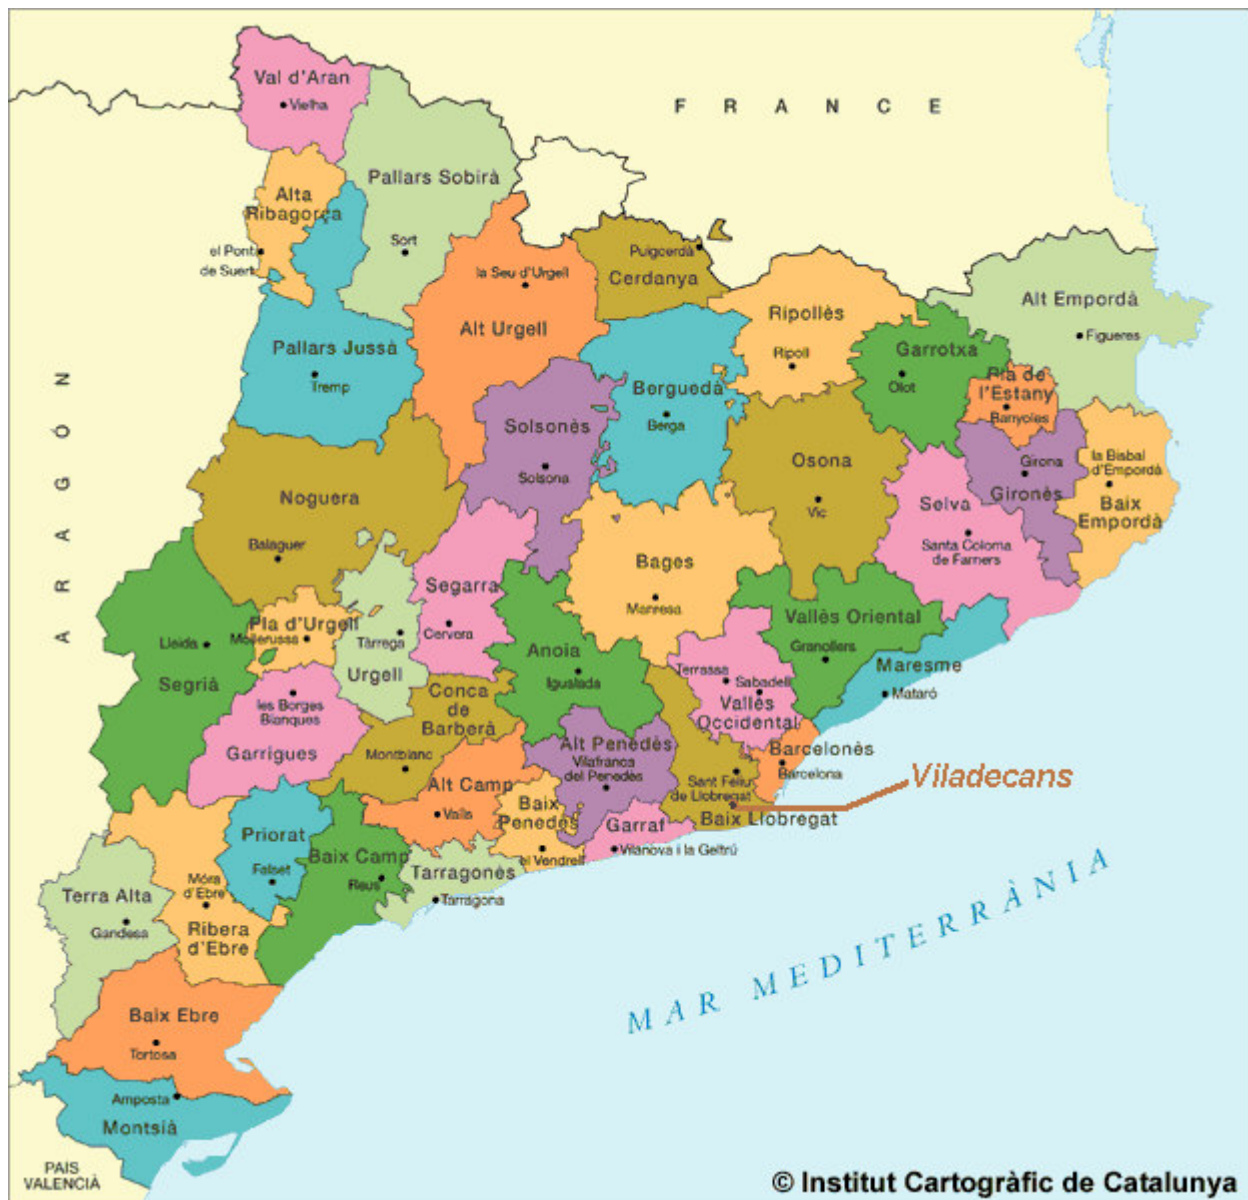 Val d'Aran
Vielha
F R A N C E
Pallars Sobirà
Alta
Ribagorça
Sort
el Pont
de Suert
Puigcerdà
Cerdanya
la Seu d'Urgell
Alt Urgell
Ripollès
Ripoll
Alt Empordà
Figueres
Garrotxa
Olot
Pla de
l'Estany
Banyoles
Pallars Jussà
Tremp
Berguedà
Berga
Solsonès
Solsona
A R A G Ó N
Osona
Vic
Girona
Gironès
la Bisbal
d'Empordà
Baix
Empordà
Noguera
Balaguer
Selva
Santa Coloma
de Farners
Bages
Manresa
Segarra
Cervera
Vallès Oriental
Granollers
Pla d'Urgell
Mollerussa
Tàrrega
Urgell
Lleida
Segrià
Anoia
Igualada
Terrassa
Sabadell
Vallès
Occidental
Maresme
Mataró
les Borges
Blanques
Garrigues
Conca
de
Barberà
Montblanc
Alt Penedès
Vilafranca
del Penedès
Barcelonès
Barcelona
Sant Feliu
de Llobregat
Baix Llobregat
Viladecans
Alt Camp
Valls
Baix
Penedès
el Vendrell
Garraf
Vilanova i la Geltrú
Priorat
Falset
Baix Camp
Reus
Tarragonès
Tarragona
Terra Alta
Gandesa
Móra
d'Ebre
Ribera
d'Ebre
MAR MEDITERRÀNIA
Baix Ebre
Tortosa
Amposta
Montsià
PAÍS
VALENCIÀ
© Institut Cartogràfic de Catalunya